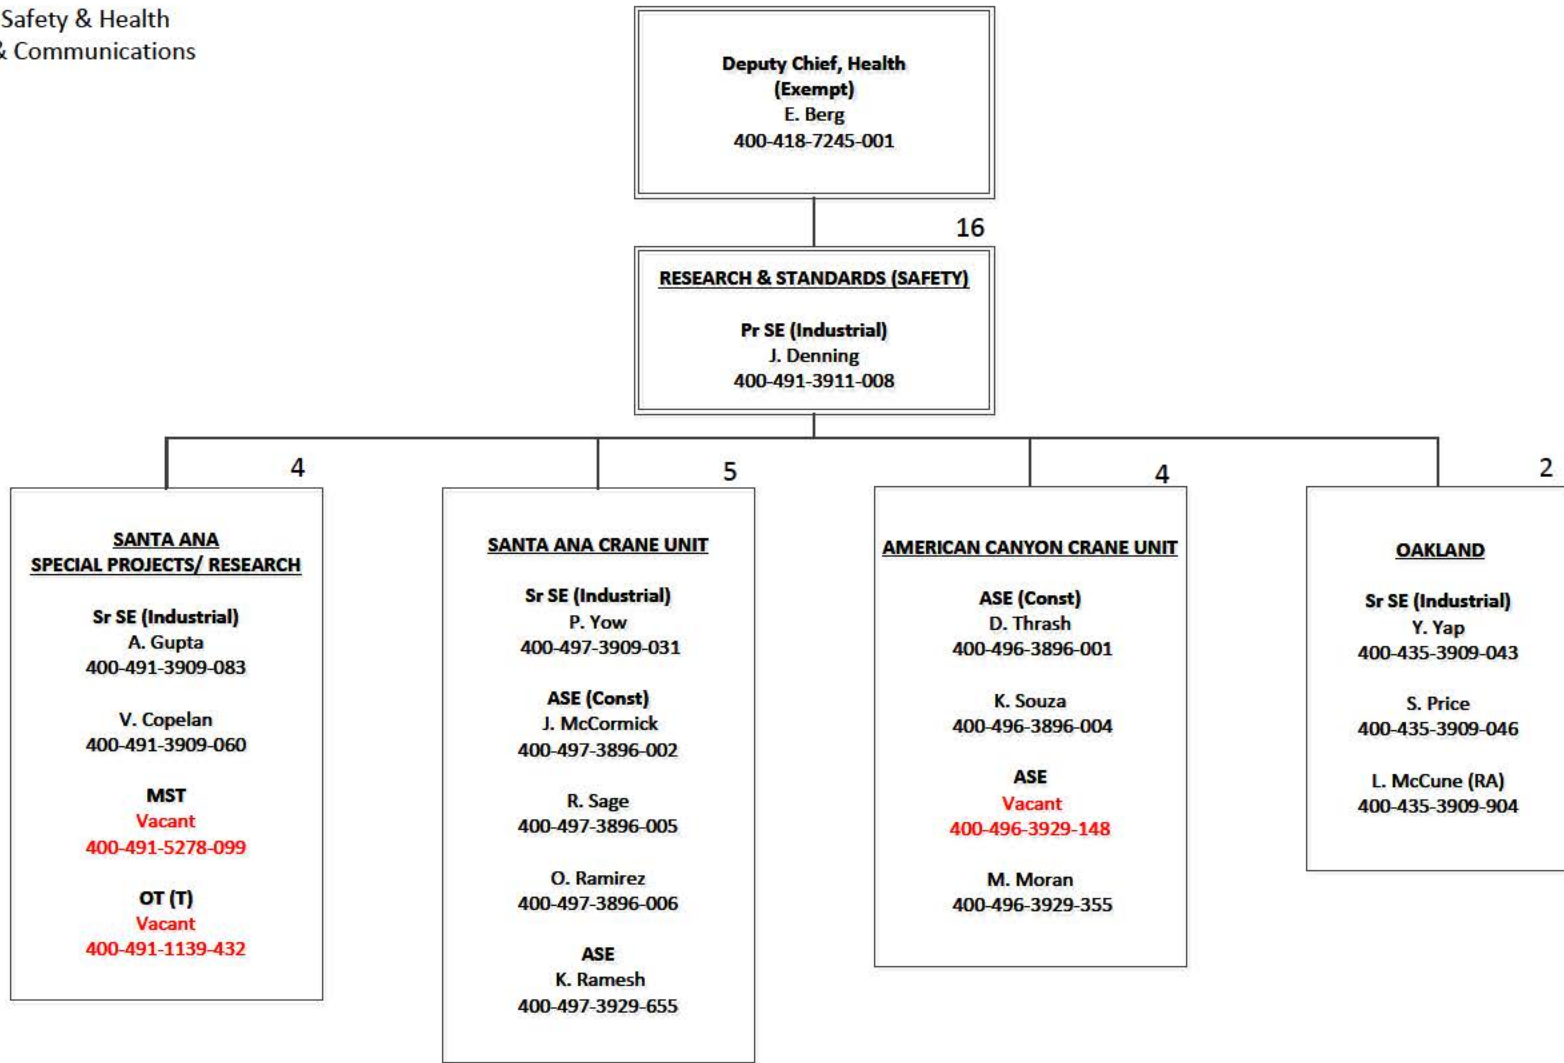 Safety & Health
& Communications
Deputy Chief, Health
(Exempt)
E. Berg
400-418-7245-001
16
RESEARCH & STANDARDS (SAFETY)
Pr SE (Industrial)
J. Denning
400-491-3911-008
4
SANTA ANA
SPECIAL PROJECTS/ RESEARCH
Sr SE (Industrial)
A. Gupta
400-491-3909-083
V. Copelan
400-491-3909-060
MST
Vacant
400-491-5278-099
OT (T)
Vacant
400-491-1139-432
5
SANTA ANA CRANE UNIT
Sr SE (Industrial)
P. Yow
400-497-3909-031
ASE (Const)
J. McCormick
400-497-3896-002
R. Sage
400-497-3896-005
O. Ramirez
400-497-3896-006
ASE
K. Ramesh
400-497-3929-655
4
AMERICAN CANYON CRANE UNIT
ASE (Const)
D. Thrash
400-496-3896-001
K. Souza
400-496-3896-004
ASE
Vacant
400-496-3929-148
M. Moran
400-496-3929-355
2
OAKLAND
Sr SE (Industrial)
Y. Yap
400-435-3909-043
S. Price
400-435-3909-046
L. McCune (RA)
400-435-3909-904